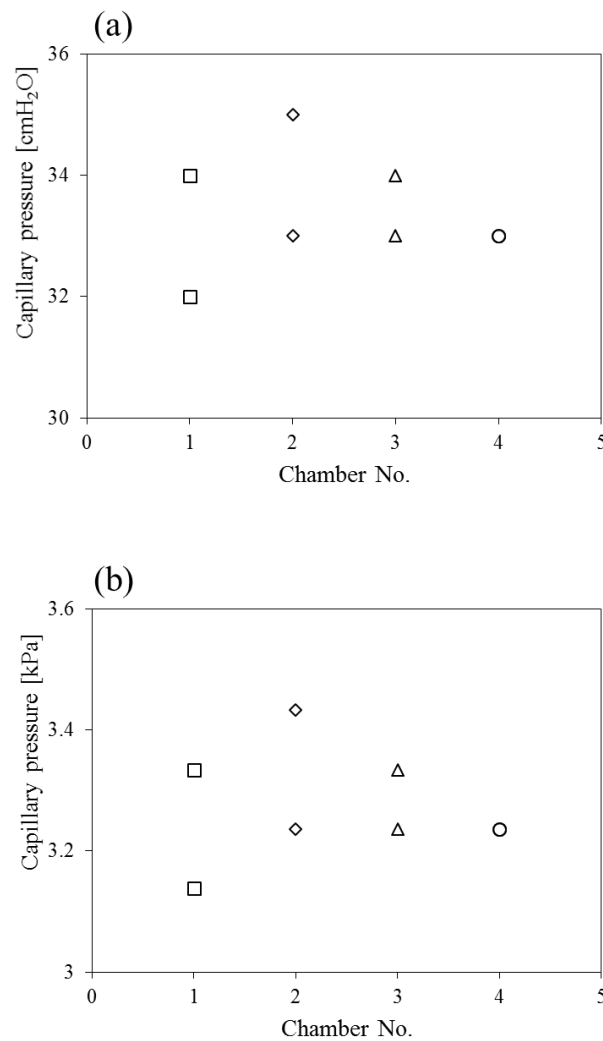 (a)
Capillary pressure [cmH₂O]
36
34
32
30
0 1 2 3 4 5
Chamber No.
(b)
Capillary pressure [kPa]
3.6
3.4
3.2
3
0 1 2 3 4 5
Chamber No.